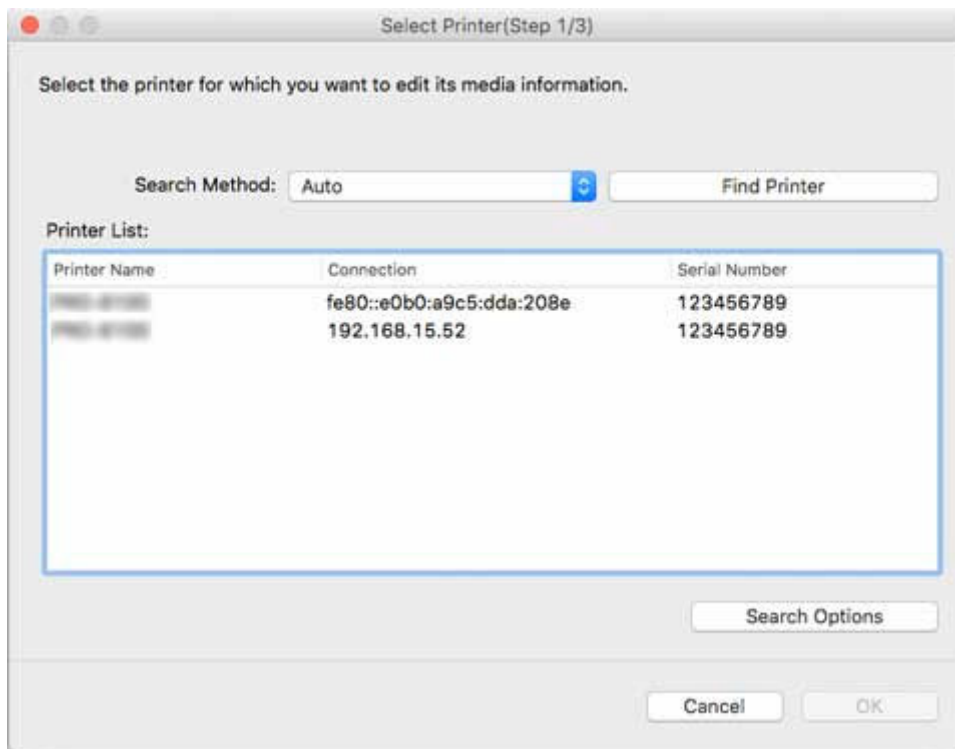 Select Printer(Step 1/3)
Select the printer for which you want to edit its media information.
Search Method: Auto Find Printer
Printer List:
Printer Name Connection Serial Number
fe80::e0b0:a9c5:dda:208e 123456789
192.168.15.52 123456789
Search Options
Cancel OK